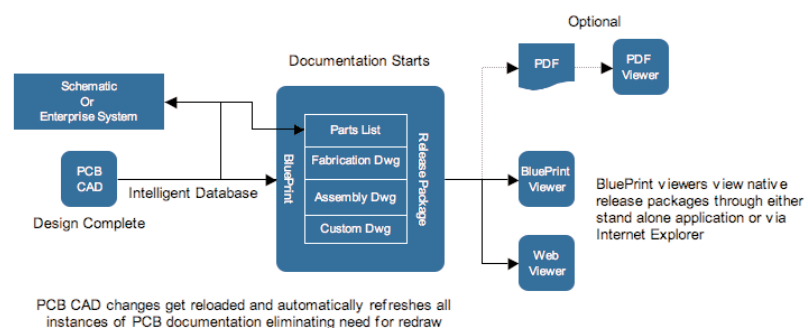 Optional
Documentation Starts
PDF
PDF
Viewer
Schematic
Or
Enterprise System
Parts List
Fabrication Dwg
Assembly Dwg
Custom Dwg
BluePrint
Release Package
PCB
CAD
Intelligent Database
Design Complete
BluePrint
Viewer
BluePrint viewers view native
release packages through either
stand alone application or via
Internet Explorer
Web
Viewer
PCB CAD changes get reloaded and automatically refreshes all
instances of PCB documentation eliminating need for redraw